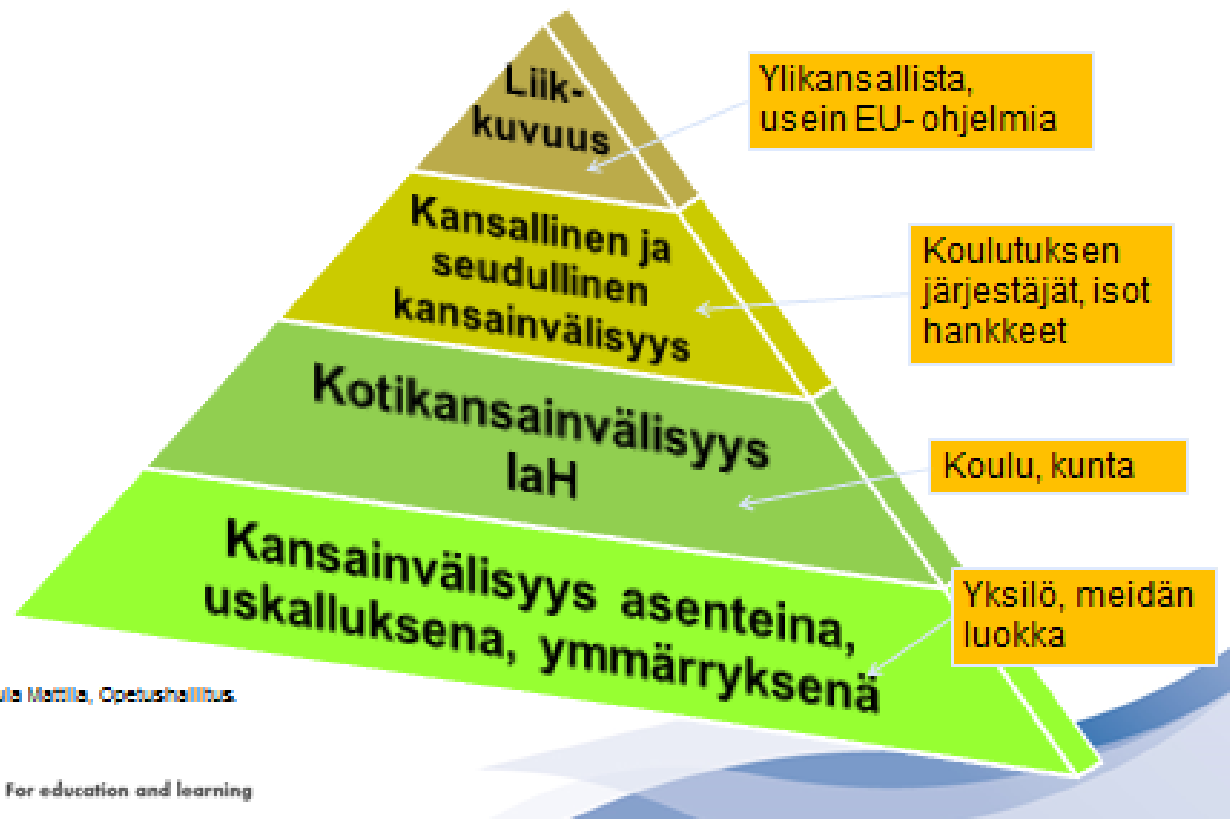 Liik-
kuvuus
Ylikansallista,
usein EU- ohjelmia
Kansallinen ja
seudullinen
kansainvälisyys
Koulutuksen
järjestäjät, isot
hankkeet
Kotikansainvälisyys
IaH
Koulu, kunta
Kansainvälisyys asenteina,
uskalluksena, ymmärryksenä
Yksilö, meidän
luokka
Mattila, Opetushallitus.
For education and learning